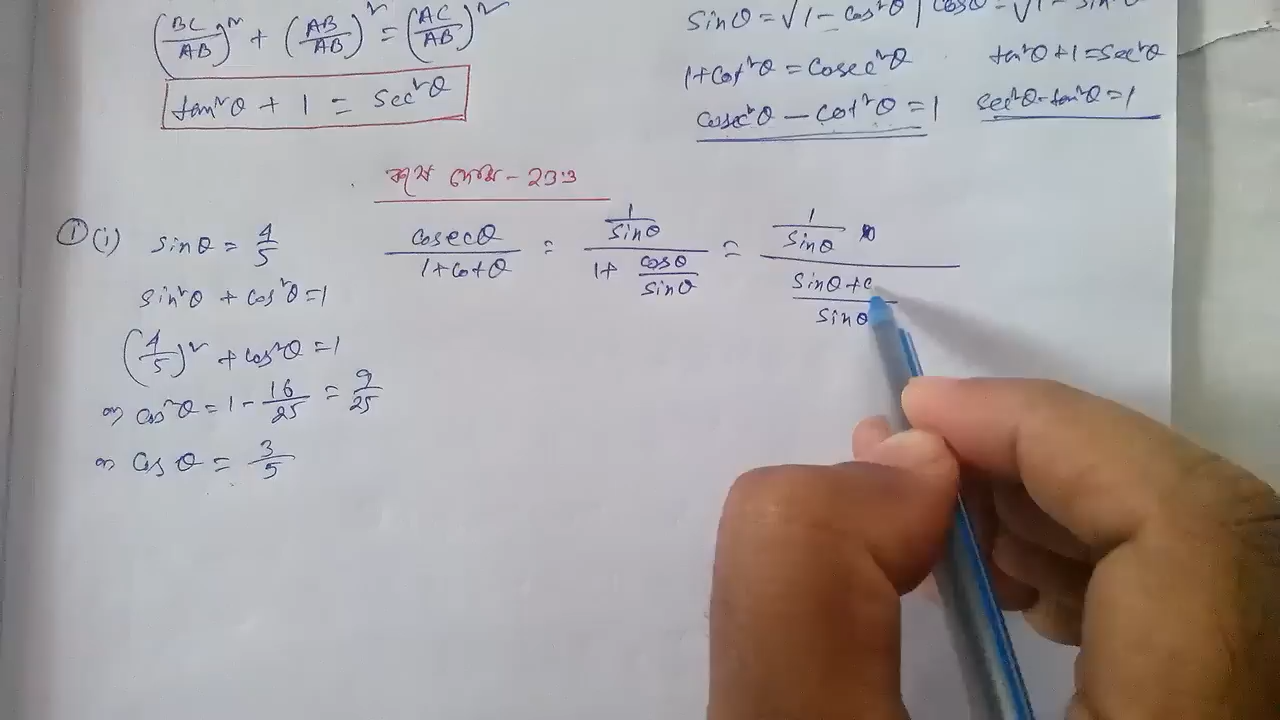 (BC/AB)² + (AB/AB)² = (AC/AB)²
tan²θ + 1 = sec²θ
sinθ = √1 - cos²θ | cosθ = √1 - sin²θ
1+cot²θ = cosec²θ
tan²θ+1 = sec²θ
cosec²θ - cot²θ = 1
sec²θ - tan²θ = 1
কষে দেখি - 23.3
① (i) sinθ = 4/5
sin²θ + cos²θ = 1
(4/5)² + cos²θ = 1
⇒ cos²θ = 1 - 16/25 = 9/25
⇒ cosθ = 3/5
cosecθ/(1+cotθ) = (1/sinθ)/(1+ cosθ/sinθ) = (1/sinθ)/((sinθ+c)/sinθ)